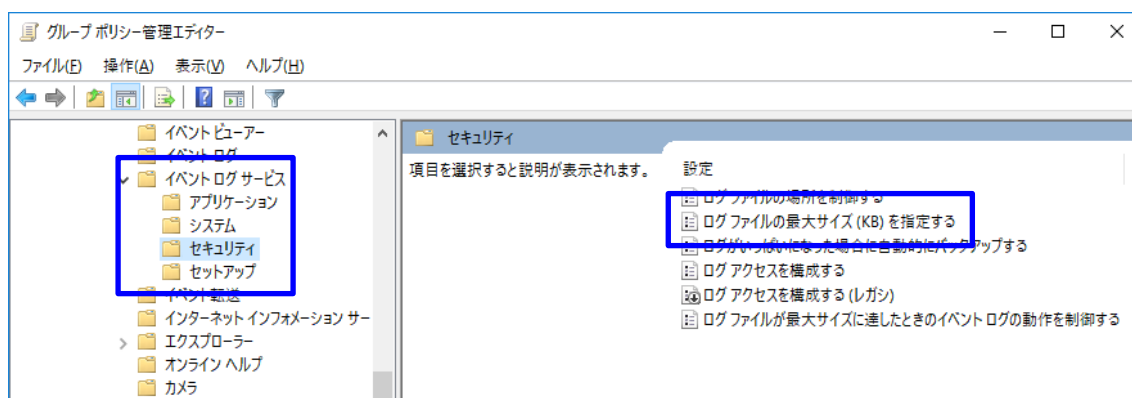 グループ ポリシー管理エディター
ファイル(F) 操作(A) 表示(V) ヘルプ(H)
イベント ビューアー
イベント ログ
イベント ログ サービス
アプリケーション
システム
セキュリティ
セットアップ
イベント転送
インターネット インフォメーション サー
エクスプローラー
オンライン ヘルプ
カメラ
セキュリティ
項目を選択すると説明が表示されます。
設定
ログ ファイルの場所を制御する
ログ ファイルの最大サイズ (KB) を指定する
ログがいっぱいになった場合に自動的にバックアップする
ログ アクセスを構成する
ログ アクセスを構成する (レガシ)
ログ ファイルが最大サイズに達したときのイベント ログの動作を制御する